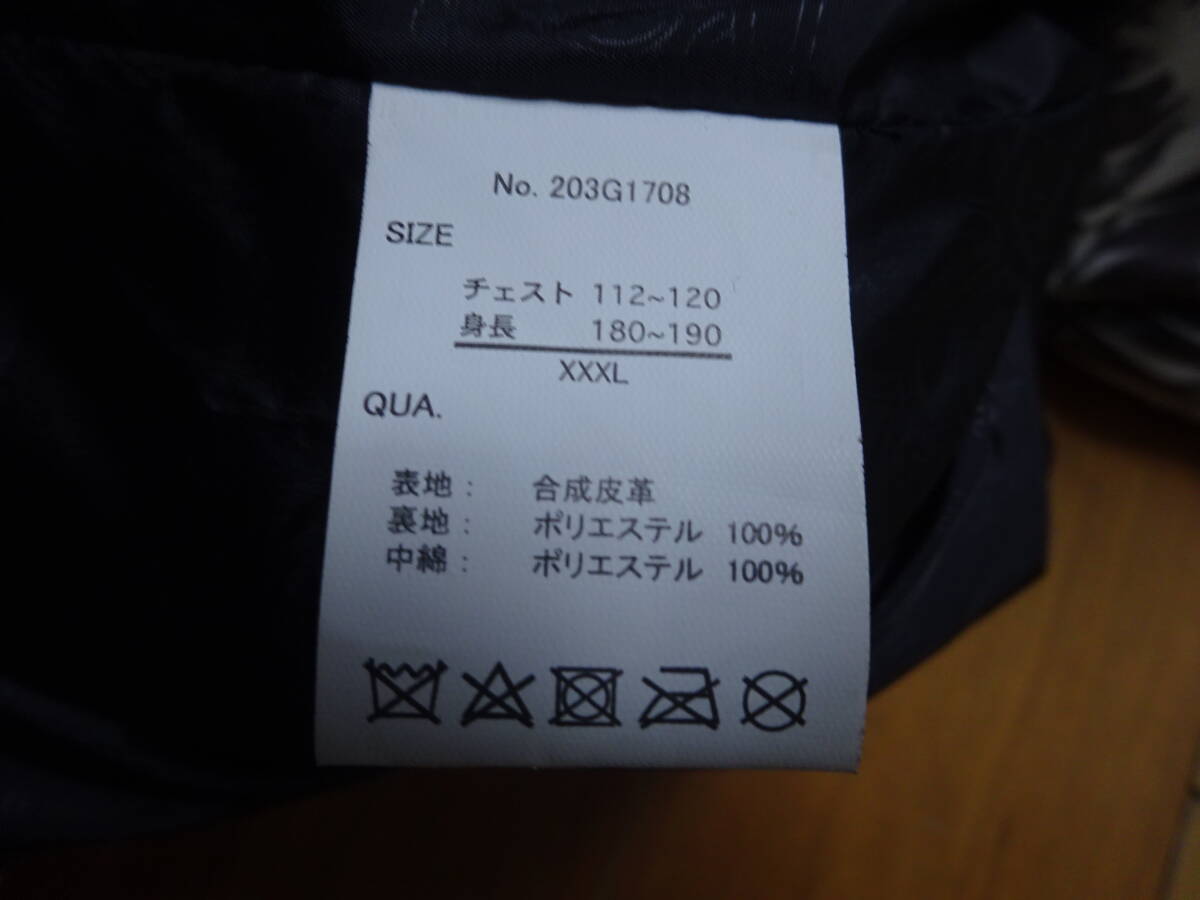 No. 203G1708
SIZE
チェスト 112~120
身長 180~190
XXXL
QUA.
表地： 合成皮革
裏地： ポリエステル 100%
中綿： ポリエステル 100%